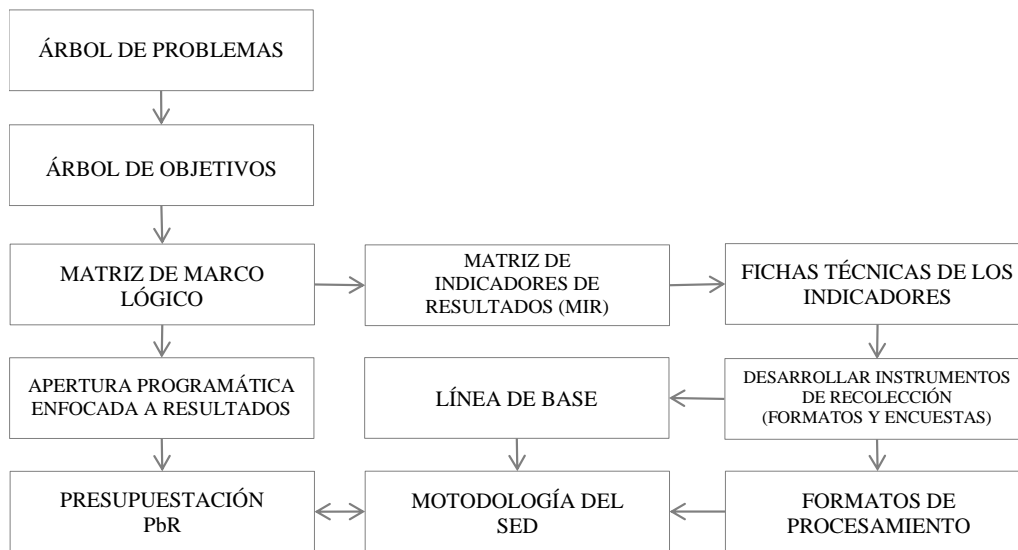 ÁRBOL DE PROBLEMAS
ÁRBOL DE OBJETIVOS
MATRIZ DE MARCO
LÓGICO
MATRIZ DE
INDICADORES DE
RESULTADOS (MIR)
FICHAS TÉCNICAS DE LOS
INDICADORES
APERTURA PROGRAMÁTICA
ENFOCADA A RESULTADOS
LÍNEA DE BASE
DESARROLLAR INSTRUMENTOS
DE RECOLECCIÓN
(FORMATOS Y ENCUESTAS)
PRESUPUESTACIÓN
PbR
MOTODOLOGÍA DEL
SED
FORMATOS DE
PROCESAMIENTO